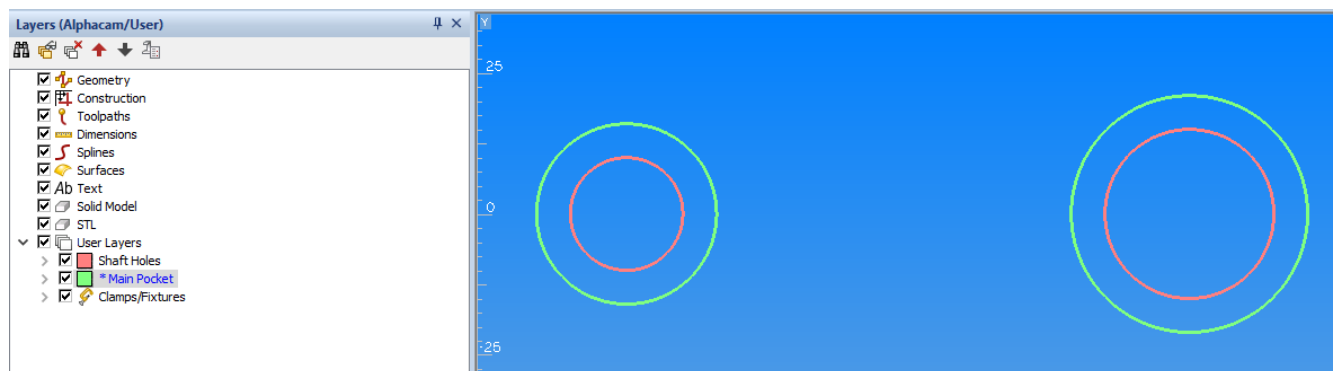 Layers (Alphacam/User)
Geometry
Construction
Toolpaths
Dimensions
Splines
Surfaces
Ab Text
Solid Model
STL
User Layers
Shaft Holes
* Main Pocket
Clamps/Fixtures
Y
25
0
-25